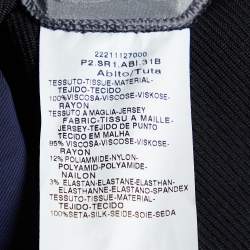 22211127000
P2.SR1.ABI.31B
Abito/Tuta
TESSUTO-TISSUE-MATERIAL-
TEJIDO-TECIDO
100%VISCOSA-VISCOSE-VISKOSE-
RAYON
TESSUTO A MAGLIA-JERSEY
FABRIC-TISSU A MAILLE-
JERSEY-TEJIDO DE PUNTO
TECIDO EM MALHA
85%VISCOSA-VISCOSE-VISKOSE-
RAYON
12%POLIAMMIDE-NYLON-
POLYAMID-POLYAMIDE-
NAILON
3%ELASTAN-ELASTANE-ELASTHAN-
ELASTHANNE-ELASTANO-SPANDEX
TESSUTO-TISSUE-MATERIAL-
TEJIDO-TECIDO
100%SETA-SILK-SEIDE-SOIE-SEDA